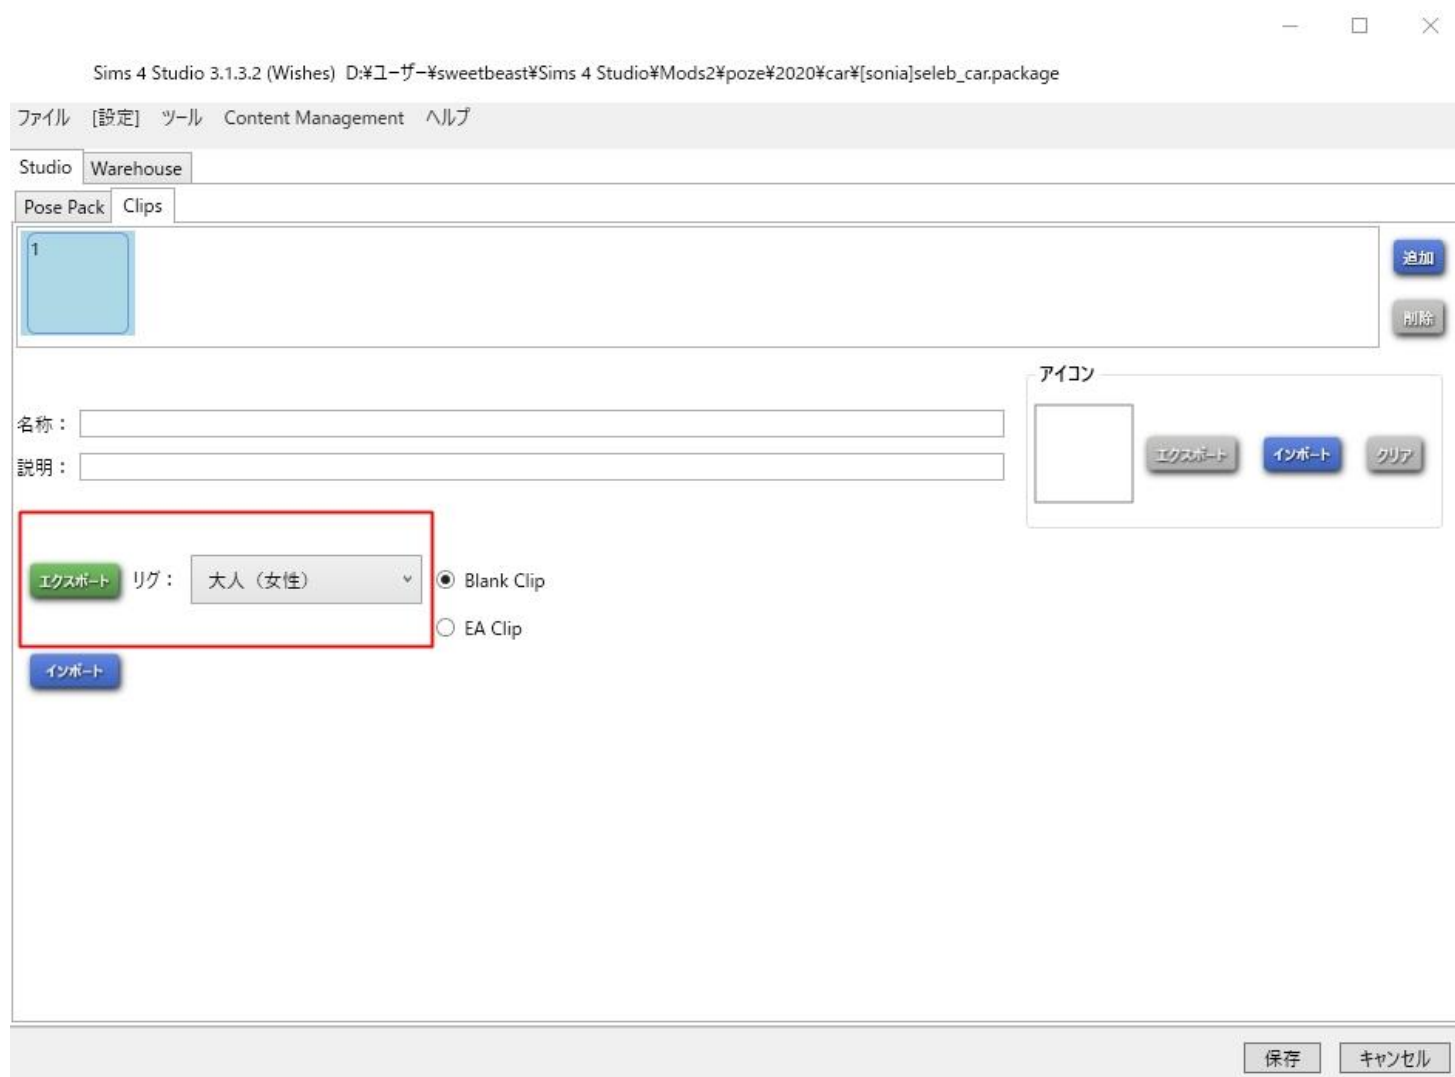 Sims 4 Studio 3.1.3.2 (Wishes) D:¥ユーザー¥sweetbeast¥Sims 4 Studio¥Mods2¥poze¥2020¥car¥[sonia]seleb_car.package
ファイル [設定] ツール Content Management ヘルプ
Studio Warehouse
Pose Pack Clips
1
追加
削除
アイコン
名称：
説明：
エクスポート インポート クリア
エクスポート リグ： 大人（女性） Blank Clip
EA Clip
インポート
保存 キャンセル